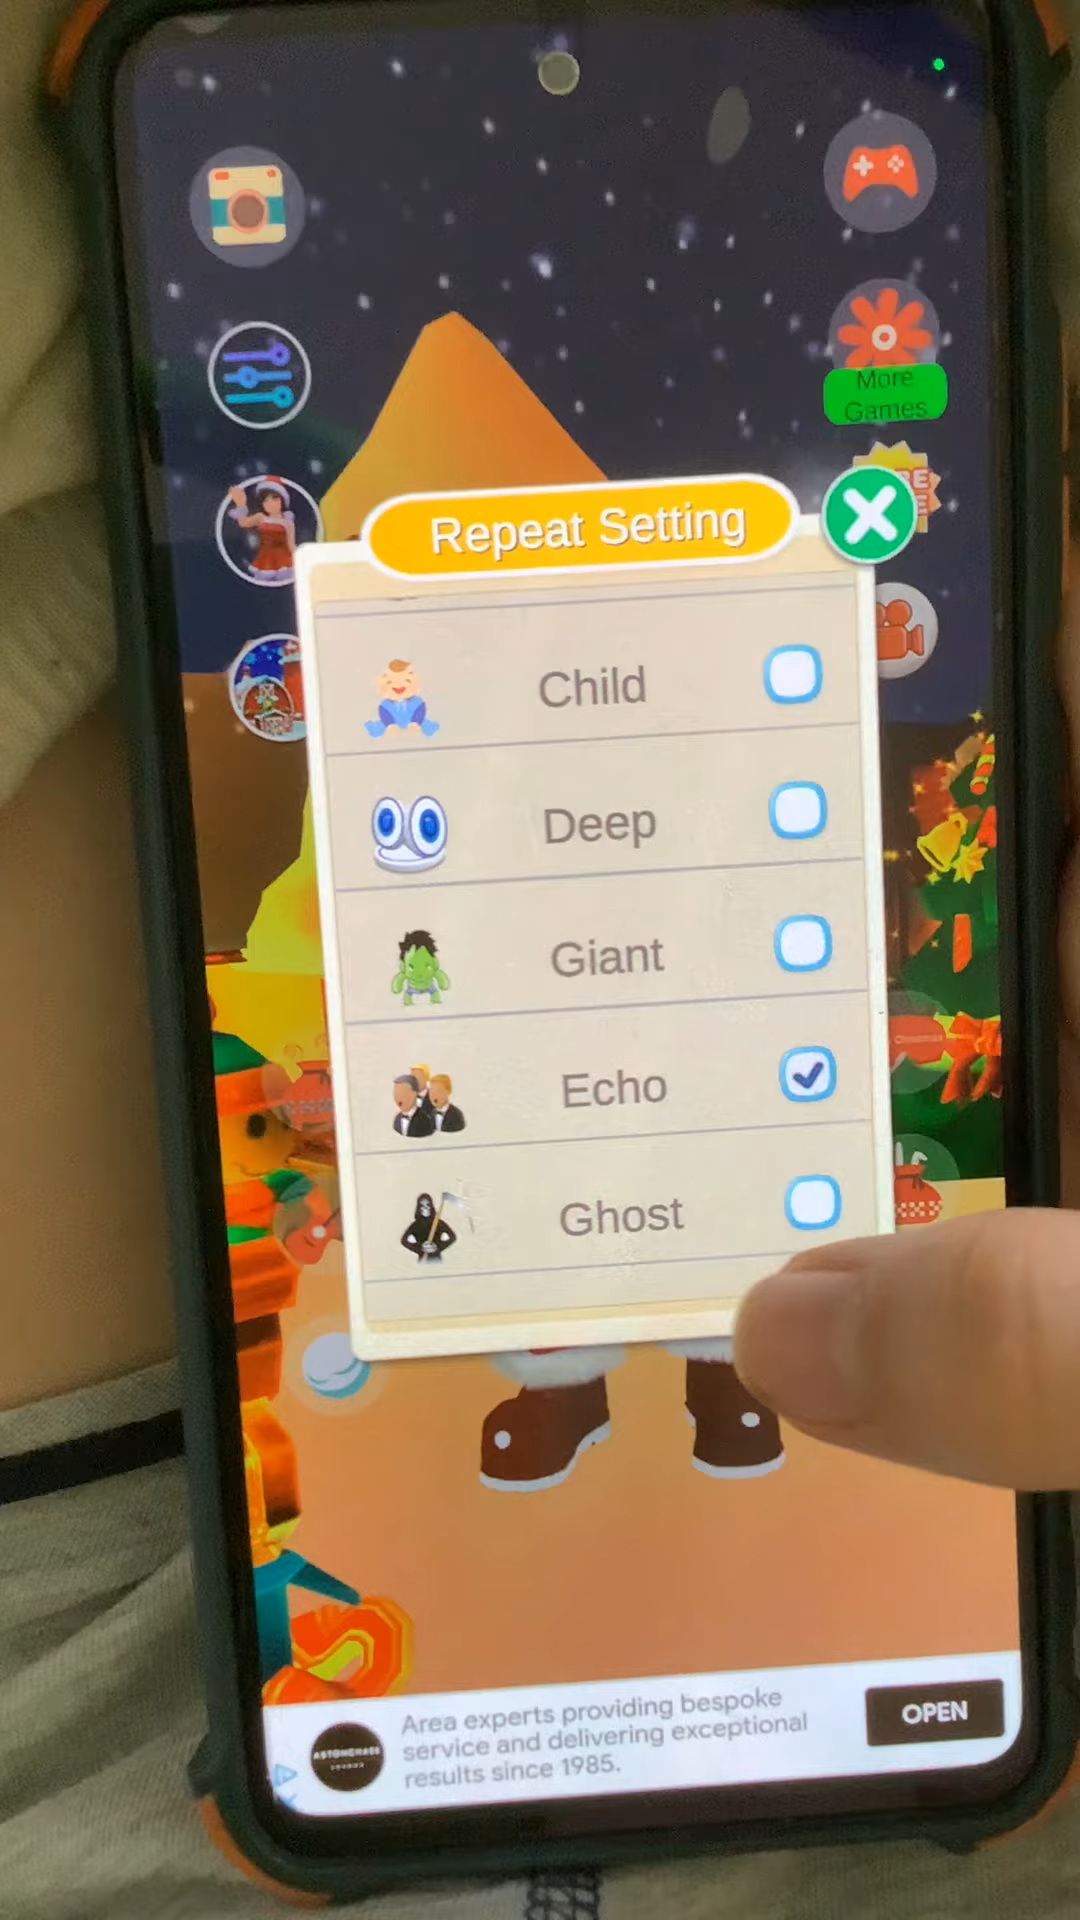 More
Games
Repeat Setting
Child
Deep
Giant
Echo
Ghost
Area experts providing bespoke
service and delivering exceptional
results since 1985.
OPEN